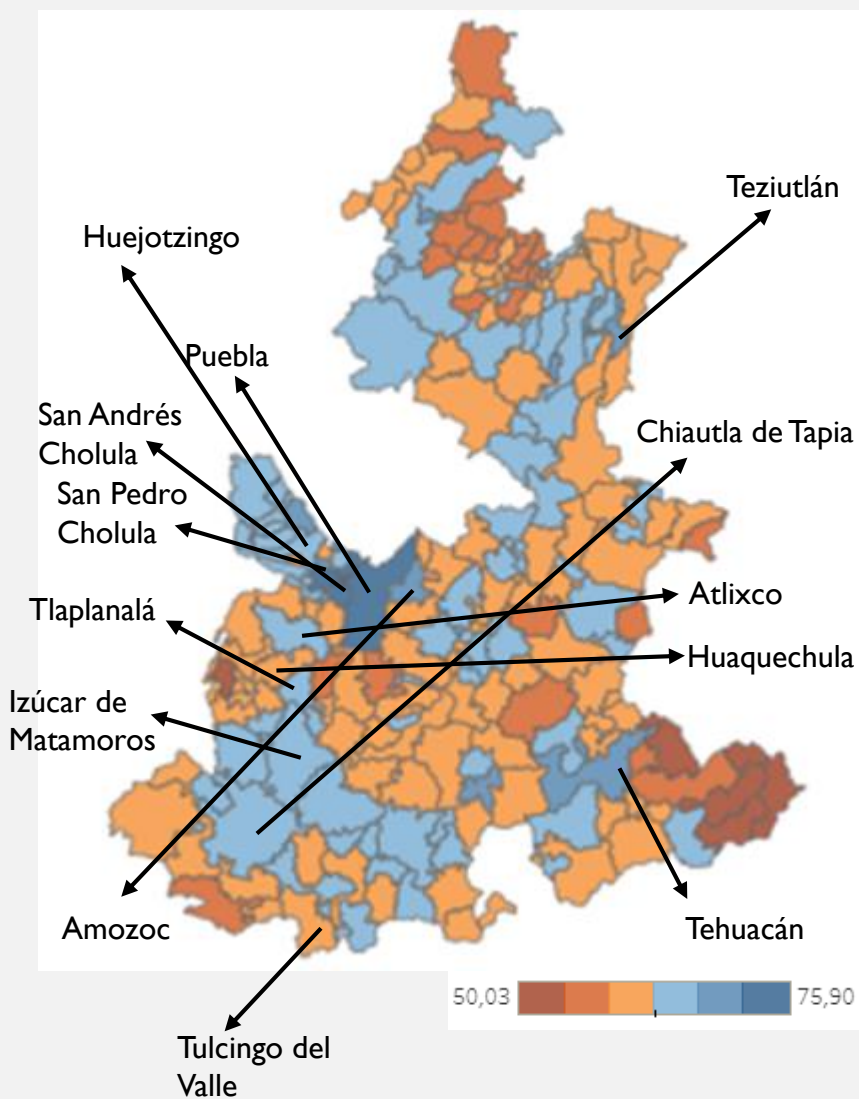 Teziutlán
Huejotzingo
Puebla
San Andrés
Cholula
Chiautla de Tapia
San Pedro
Cholula
Tlaplanalá
Atlixco
Huaquechula
Izúcar de
Matamoros
Amozoc
Tehuacán
50,03
75,90
Tulcingo del
Valle